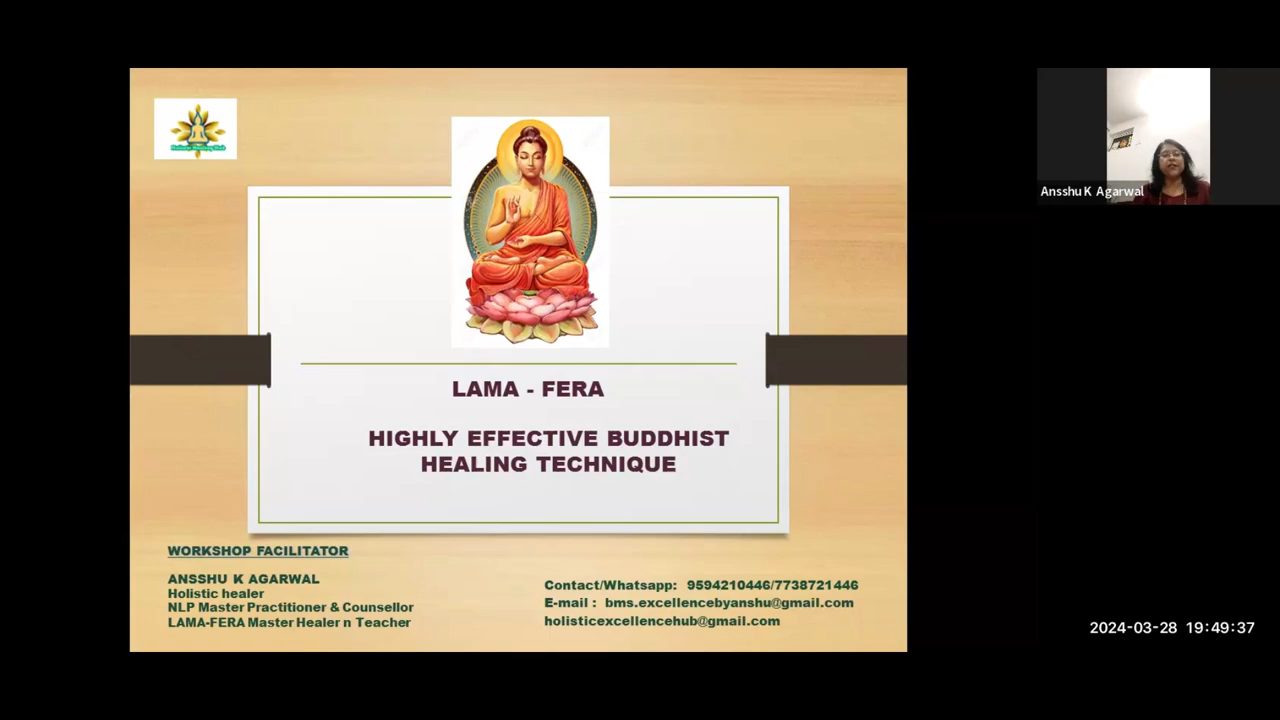 LAMA - FERA
HIGHLY EFFECTIVE BUDDHIST
HEALING TECHNIQUE
WORKSHOP FACILITATOR
ANSSHU K AGARWAL
Holistic healer
NLP Master Practitioner & Counsellor
LAMA-FERA Master Healer n Teacher
Contact/Whatsapp: 9594210446/7738721446
E-mail : bms.excellencebyanshu@gmail.com
holisticexcellencehub@gmail.com
Ansshu K Agarwal
2024-03-28 19:49:37